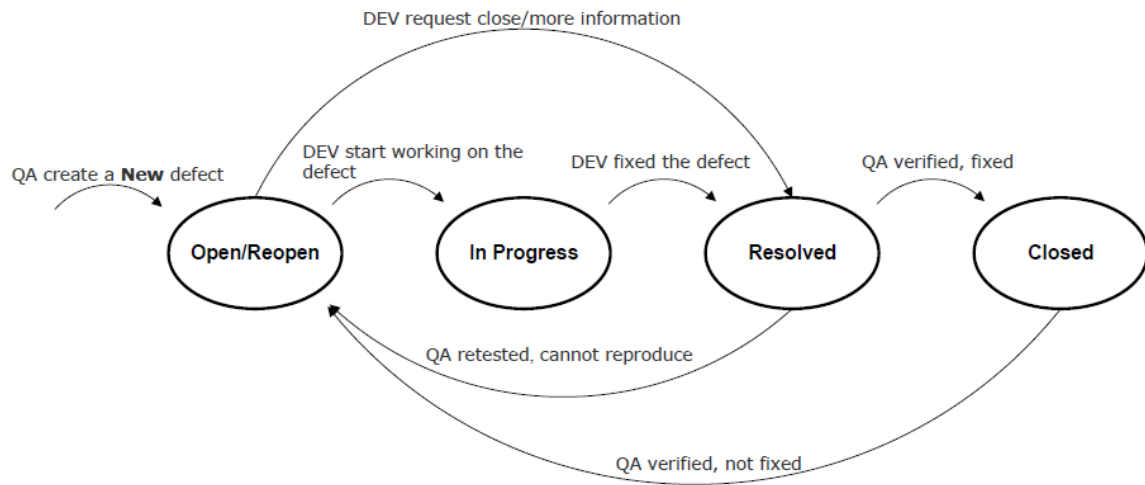 DEV request close/more information
QA create a New defect
DEV start working on the
defect
DEV fixed the defect
QA verified, fixed
Open/Reopen
In Progress
Resolved
Closed
QA retested, cannot reproduce
QA verified, not fixed